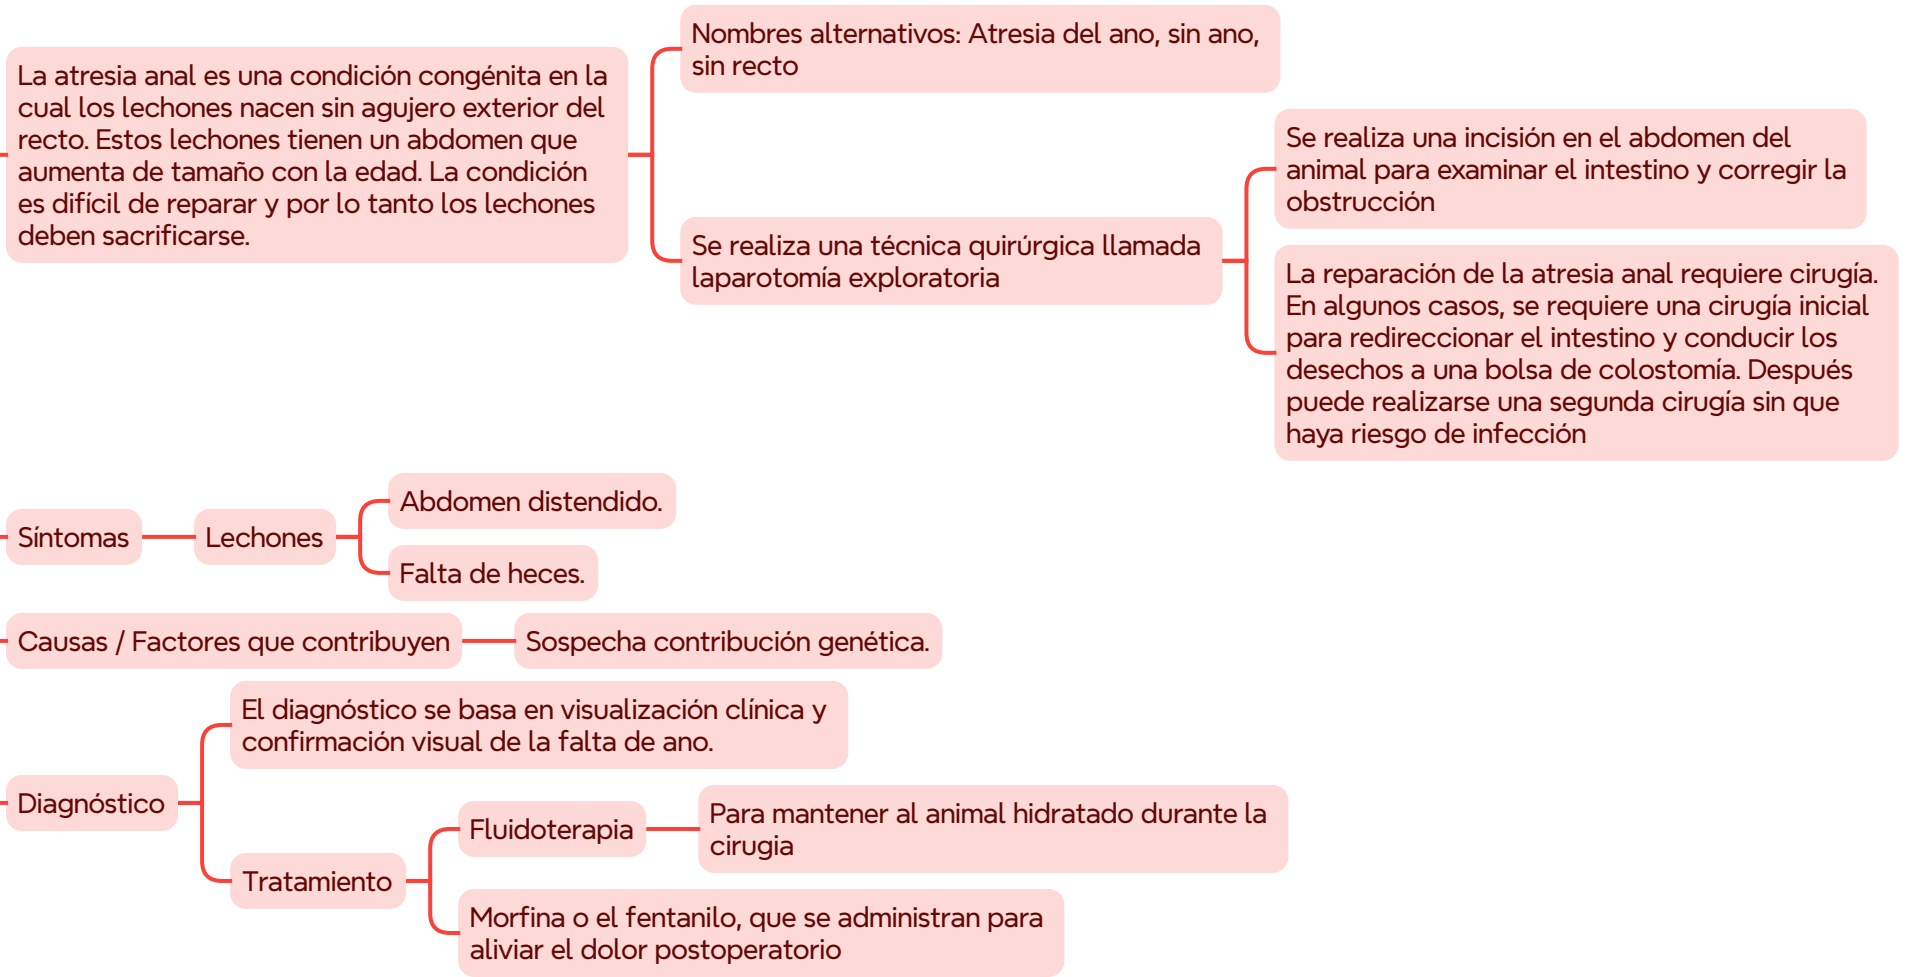 La atresia anal es una condición congénita en la
cual los lechones nacen sin agujero exterior del
recto. Estos lechones tienen un abdomen que
aumenta de tamaño con la edad. La condición
es difícil de reparar y por lo tanto los lechones
deben sacrificarse.
Nombres alternativos: Atresia del ano, sin ano,
sin recto
Se realiza una técnica quirúrgica llamada
laparotomía exploratoria
Se realiza una incisión en el abdomen del
animal para examinar el intestino y corregir la
obstrucción
La reparación de la atresia anal requiere cirugía.
En algunos casos, se requiere una cirugía inicial
para redireccionar el intestino y conducir los
desechos a una bolsa de colostomía. Después
puede realizarse una segunda cirugía sin que
haya riesgo de infección
Síntomas
Lechones
Abdomen distendido.
Falta de heces.
Causas / Factores que contribuyen
Sospecha contribución genética.
Diagnóstico
El diagnóstico se basa en visualización clínica y
confirmación visual de la falta de ano.
Tratamiento
Fluidoterapia
Para mantener al animal hidratado durante la
cirugia
Morfina o el fentanilo, que se administran para
aliviar el dolor postoperatorio